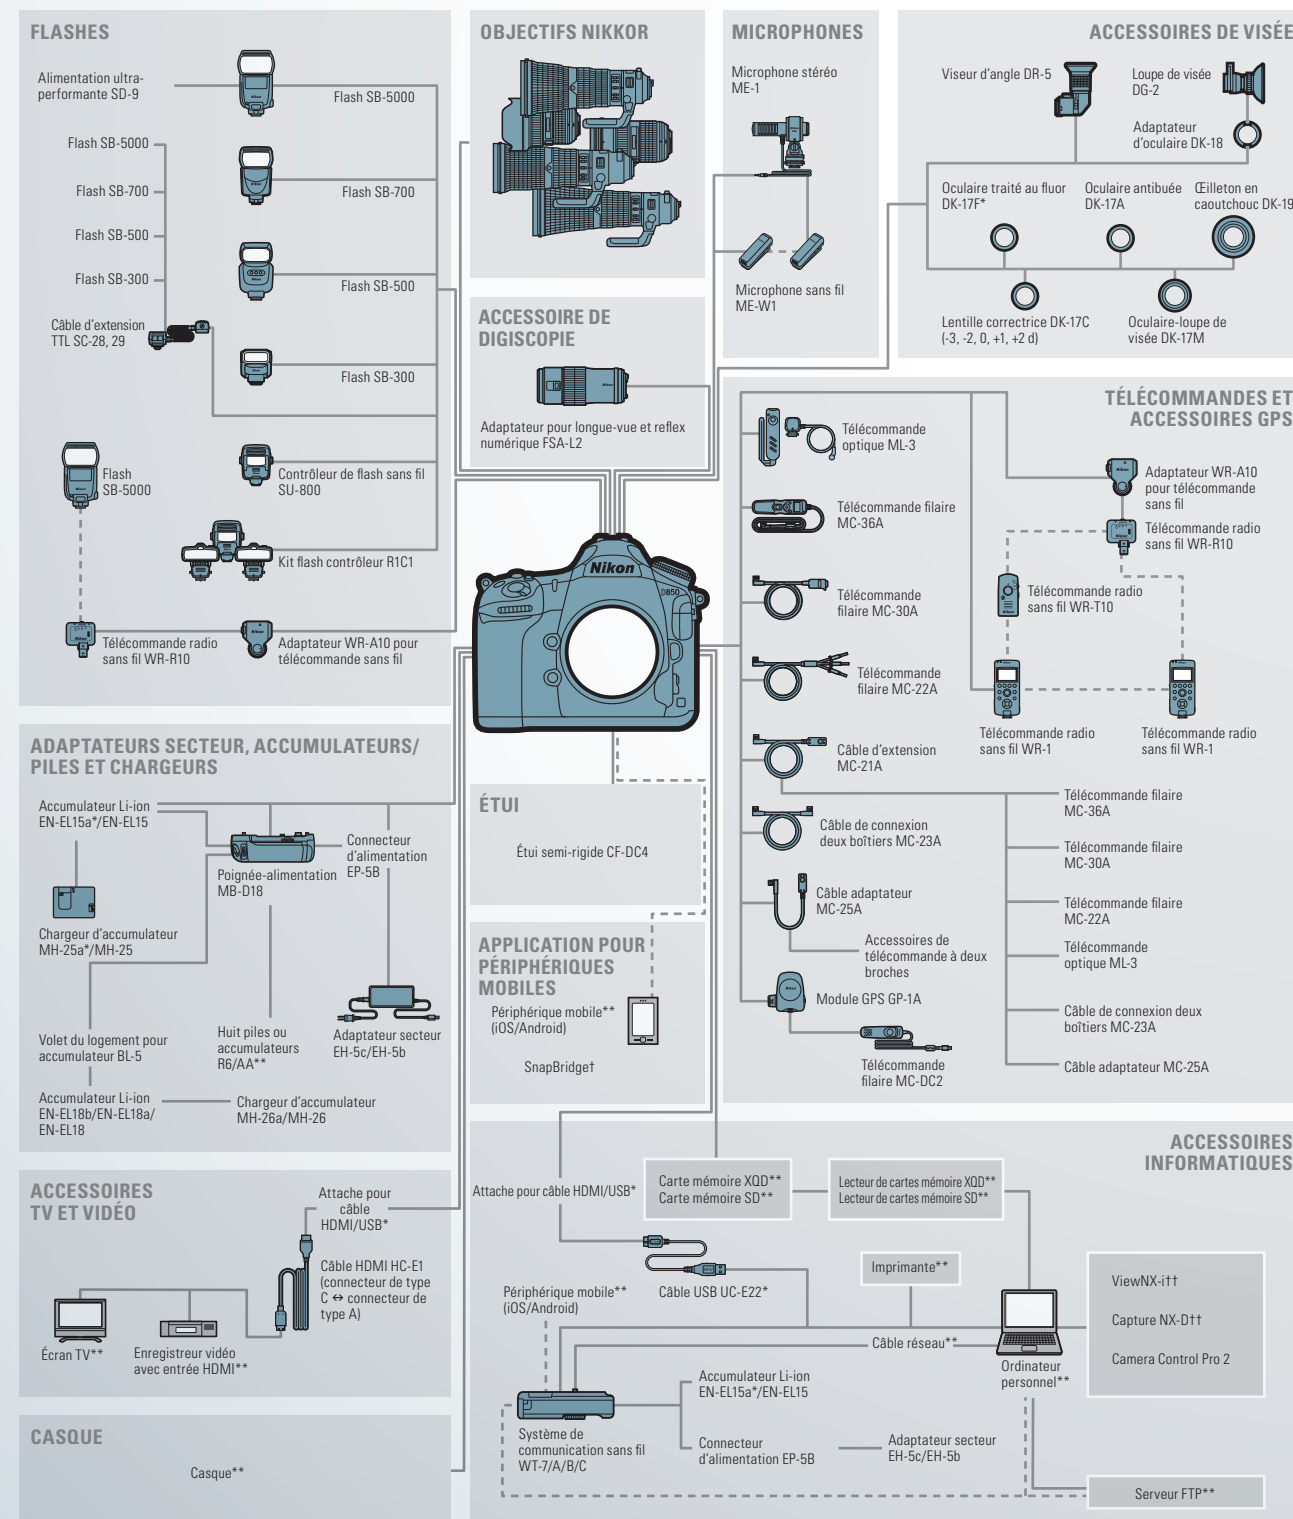 FLASHES
Alimentation ultra-
performante SD-9
Flash SB-5000
Flash SB-5000
Flash SB-700
Flash SB-700
Flash SB-500
Flash SB-500
Flash SB-300
Câble d'extension
TTL SC-28, 29
Flash SB-300
Flash
SB-5000
Contrôleur de flash sans fil
SU-800
Kit flash contrôleur R1C1
Télécommande radio
sans fil WR-R10
Adaptateur WR-A10 pour
télécommande sans fil
OBJECTIFS NIKKOR
ACCESSOIRE DE
DIGISCOPIE
Adaptateur pour longue-vue et reflex
numérique FSA-L2
MICROPHONES
Microphone stéréo
ME-1
Microphone sans fil
ME-W1
ACCESSOIRES DE VISÉE
Viseur d'angle DR-5
Loupe de visée
DG-2
Adaptateur
d'oculaire DK-18
Oculaire traité au fluor
DK-17F*
Oculaire antibuée
DK-17A
Œilleton en
caoutchouc DK-19
Lentille correctrice DK-17C
(-3, -2, 0, +1, +2 d)
Oculaire-loupe de
visée DK-17M
TÉLÉCOMMANDES ET
ACCESSOIRES GPS
Télécommande
optique ML-3
Télécommande filaire
MC-36A
Télécommande
filaire MC-30A
Télécommande
filaire MC-22A
Câble d'extension
MC-21A
Câble de connexion
deux boîtiers MC-23A
Câble adaptateur
MC-25A
Accessoires de
télécommande à deux
broches
Module GPS GP-1A
Télécommande
filaire MC-DC2
Adaptateur WR-A10
pour télécommande
sans fil
Télécommande radio
sans fil WR-R10
Télécommande radio
sans fil WR-T10
Télécommande radio
sans fil WR-1
Télécommande radio
sans fil WR-1
Télécommande filaire
MC-36A
Télécommande filaire
MC-30A
Télécommande filaire
MC-22A
Télécommande
optique ML-3
Câble de connexion deux
boîtiers MC-23A
Câble adaptateur MC-25A
Nikon
D850
ADAPTATEURS SECTEUR, ACCUMULATEURS/
PILES ET CHARGEURS
Accumulateur Li-ion
EN-EL15a*/EN-EL15
Poignée-alimentation
MB-D18
Connecteur
d'alimentation
EP-5B
Chargeur d'accumulateur
MH-25a*/MH-25
Volet du logement pour
accumulateur BL-5
Huit piles ou
accumulateurs
R6/AA**
Adaptateur secteur
EH-5c/EH-5b
Accumulateur Li-ion
EN-EL18b/EN-EL18a/
EN-EL18
Chargeur d'accumulateur
MH-26a/MH-26
ÉTUI
Étui semi-rigide CF-DC4
APPLICATION POUR
PÉRIPHÉRIQUES
MOBILES
Périphérique mobile**
(iOS/Android)
SnapBridge†
ACCESSOIRES
TV ET VIDÉO
Attache pour
câble
HDMI/USB*
Câble HDMI HC-E1
(connecteur de type
C ↔ connecteur de
type A)
Écran TV**
Enregistreur vidéo
avec entrée HDMI**
CASQUE
Casque**
ACCESSOIRES
INFORMATIQUES
Attache pour câble HDMI/USB*
Carte mémoire XQD**
Carte mémoire SD**
Lecteur de cartes mémoire XQD**
Lecteur de cartes mémoire SD**
Câble USB UC-E22*
Imprimante**
Périphérique mobile**
(iOS/Android)
Câble réseau**
Ordinateur
personnel**
ViewNX-i††
Capture NX-D††
Camera Control Pro 2
Accumulateur Li-ion
EN-EL15a*/EN-EL15
Système de
communication sans fil
WT-7/A/B/C
Connecteur
d'alimentation EP-5B
Adaptateur secteur
EH-5c/EH-5b
Serveur FTP**